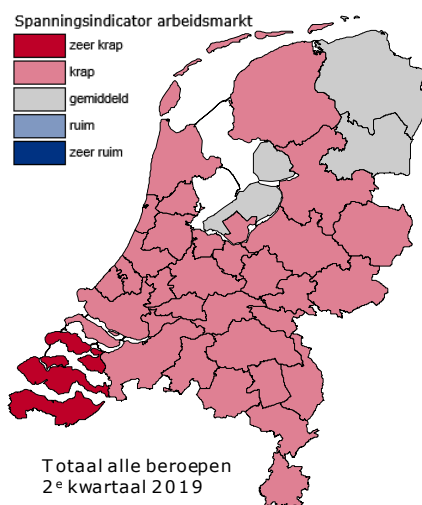 Spanningsindicator arbeidsmarkt
zeer krap
krap
gemiddeld
ruim
zeer ruim
Totaal alle beroepen
2e kwartaal 2019